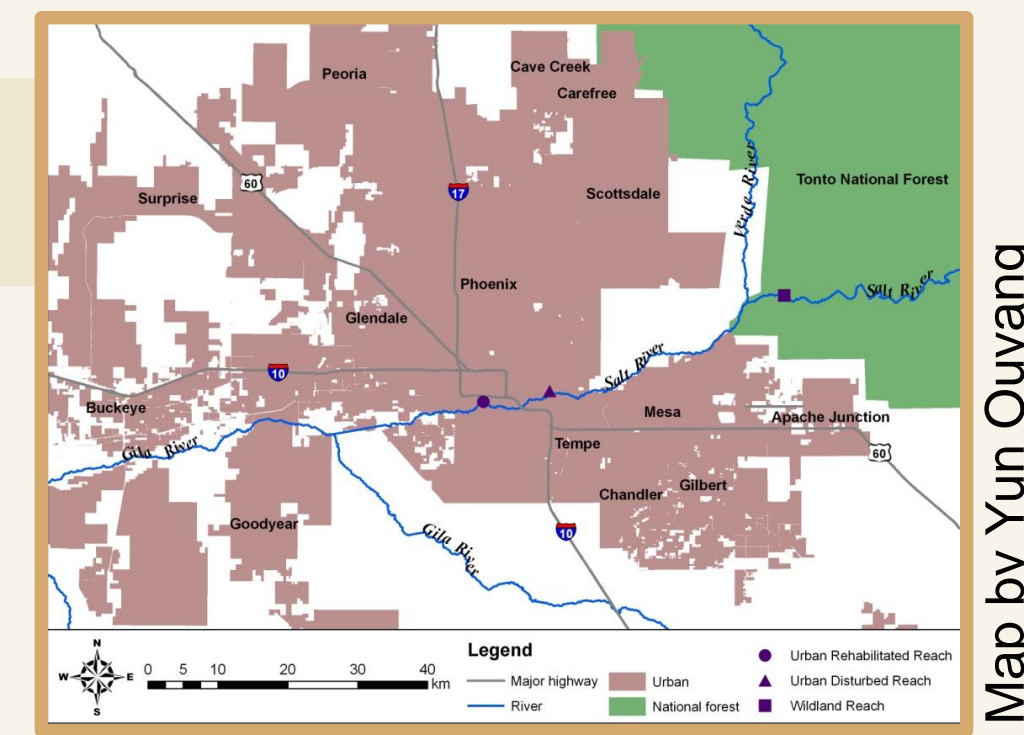 Peoria
Cave Creek
Carefree
60
Surprise
17
Scottsdale
Verde River
Tonto National Forest
Phoenix
Salt River
Glendale
10
Salt River
Buckeye
Mesa
Apache Junction
Gila River
Tempe
60
Chandler
Gilbert
Goodyear
Gila River
10
N
W E
S
0 5 10 20 30 40
km
Legend
Major highway
River
Urban
National forest
Urban Rehabilitated Reach
Urban Disturbed Reach
Wildland Reach
Map by Yun Ouyang